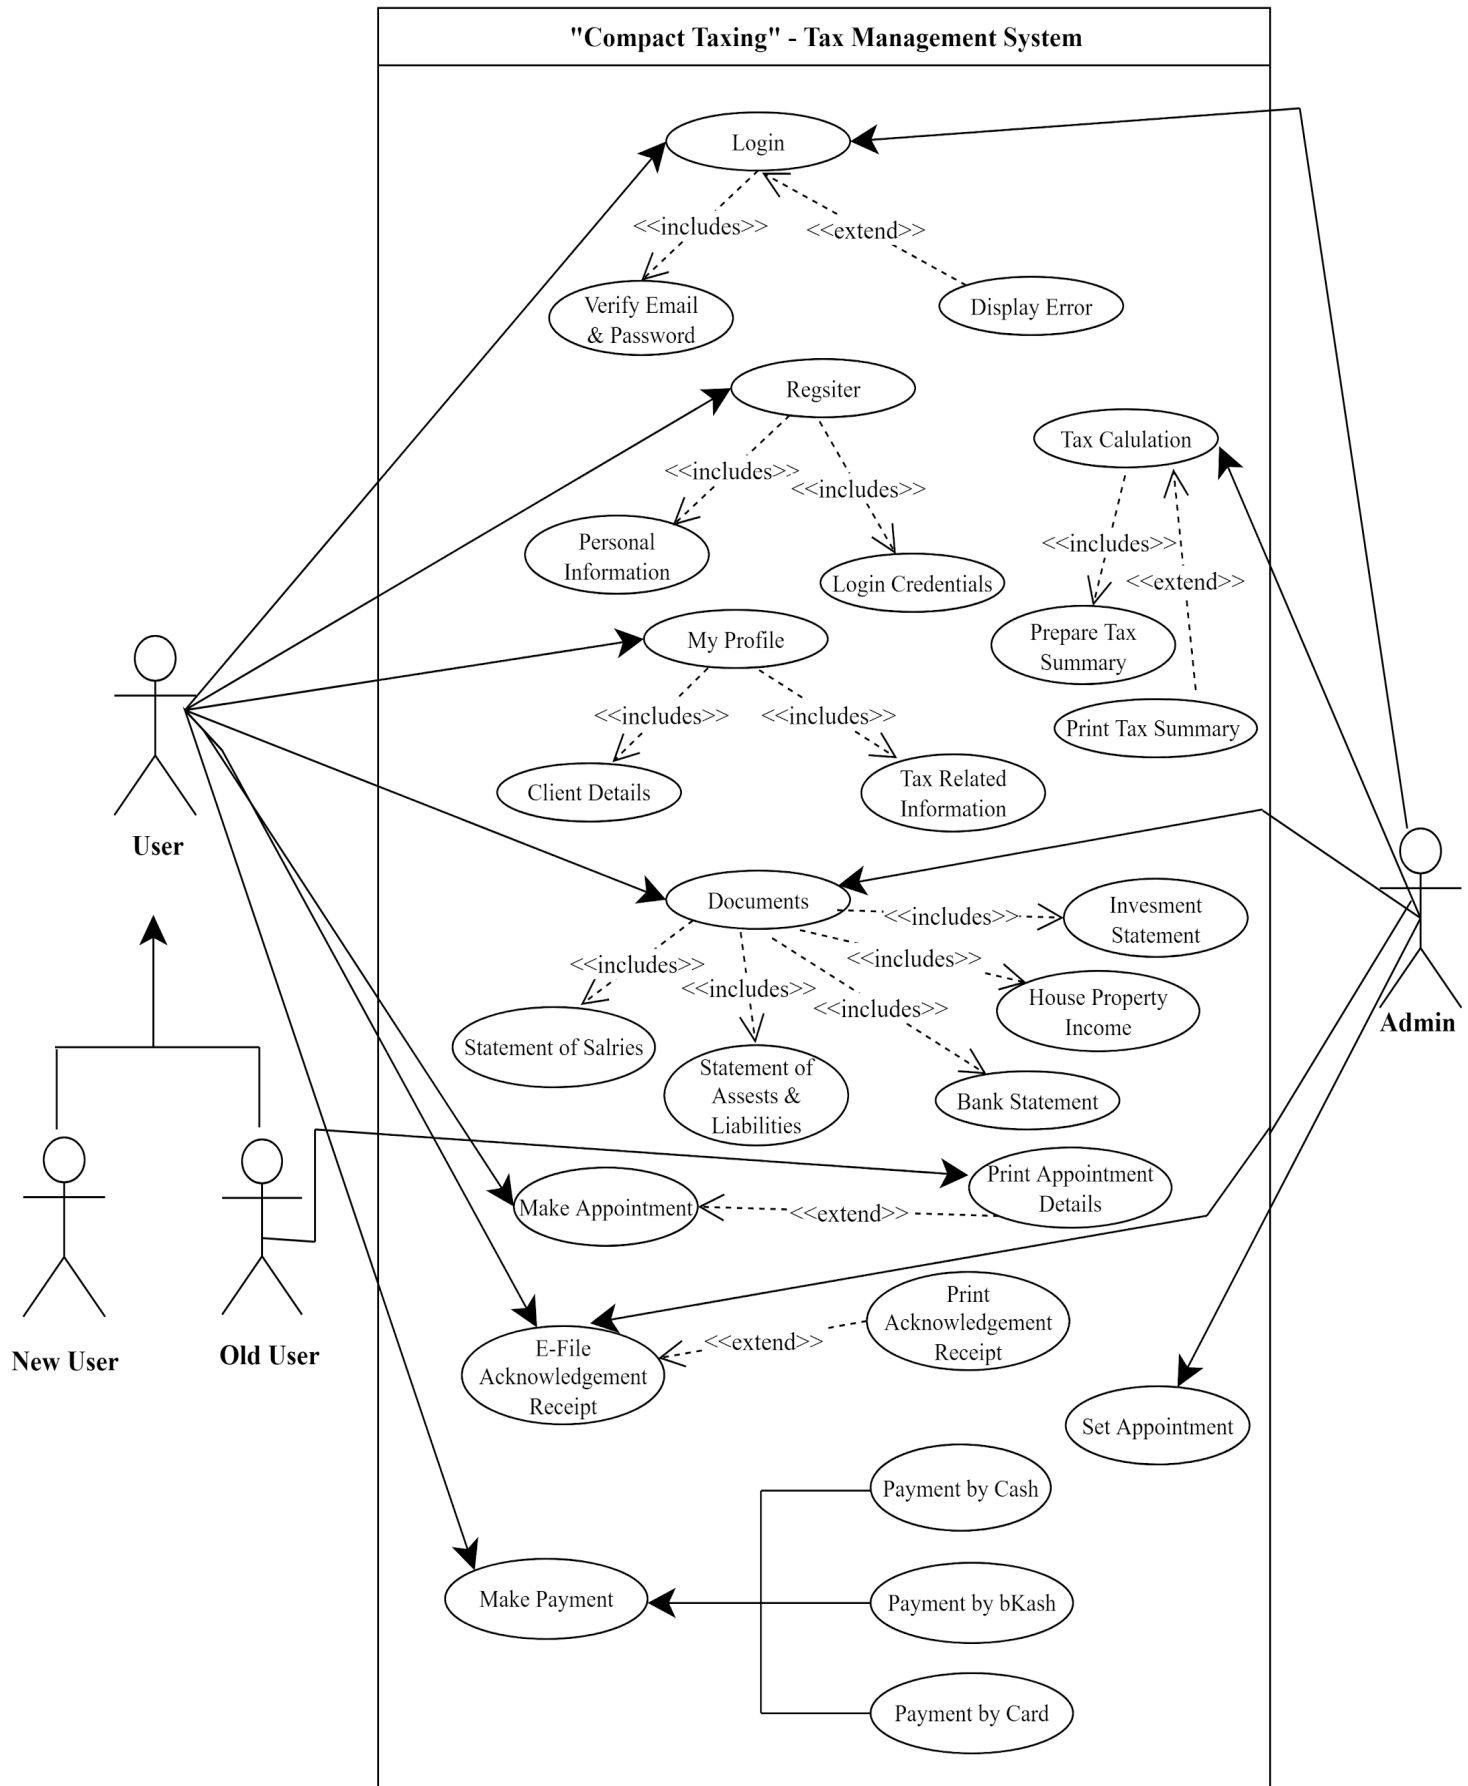 "Compact Taxing" - Tax Management System
Login
<<includes>>
<<extend>>
Verify Email
& Password
Display Error
Regsiter
Tax Calulation
<<includes>>
<<includes>>
Personal
Information
Login Credentials
<<includes>>
<<extend>>
My Profile
Prepare Tax
Summary
<<includes>>
<<includes>>
Print Tax Summary
Client Details
Tax Related
Information
User
Documents
<<includes>>
Invesment
Statement
<<includes>>
<<includes>>
<<includes>>
<<includes>>
House Property
Income
Admin
Statement of Salries
Statement of
Assests &
Liabilities
Bank Statement
Print Appointment
Details
Make Appointment
<<extend>>
Print
Acknowledgement
Receipt
<<extend>>
E-File
Acknowledgement
Receipt
New User
Old User
Set Appointment
Payment by Cash
Make Payment
Payment by bKash
Payment by Card